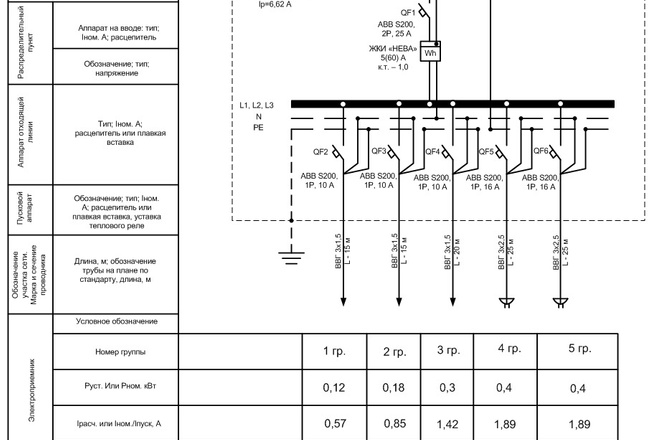 Iр=6,62 А
Распределительный
пункт
Аппарат на вводе: тип;
Iном. А; расцепитель
Обозначение; тип;
напряжение
QF1
ABB S200,
2P, 25 А
ЖКИ «НЕВА»
5(60) А
к.т. – 1,0
Wh
Аппарат отходящей
линии
Тип; Iном. А;
расцепитель или плавкая
вставка
L1, L2, L3
N
PE
QF2
QF3
QF4
QF5
QF6
ABB S200,
1P, 10 А
ABB S200,
1P, 10 А
ABB S200,
1P, 10 А
ABB S200,
1P, 16 А
ABB S200,
1P, 16 А
Пусковой
аппарат
Обозначение; тип; Iном.
А; расцепитель или
плавкая вставка, уставка
теплового реле
Обозначение
участка сети.
Марка и сечение
проводника
Длина, м; обозначение
трубы на плане по
стандарту, длина, м
ВВГ 3х1,5
L - 15 м
ВВГ 3х1,5
L - 15 м
ВВГ 3х1,5
L - 20 м
ВВГ 3х2,5
L - 25 м
ВВГ 3х2,5
L - 25 м
Электроприемник
Условное обозначение
Номер группы 1 гр. 2 гр. 3 гр. 4 гр. 5 гр.
Руст. Или Рном. кВт 0,12 0,18 0,3 0,4 0,4
Iрасч. или Iном./Iпуск, А 0,57 0,85 1,42 1,89 1,89